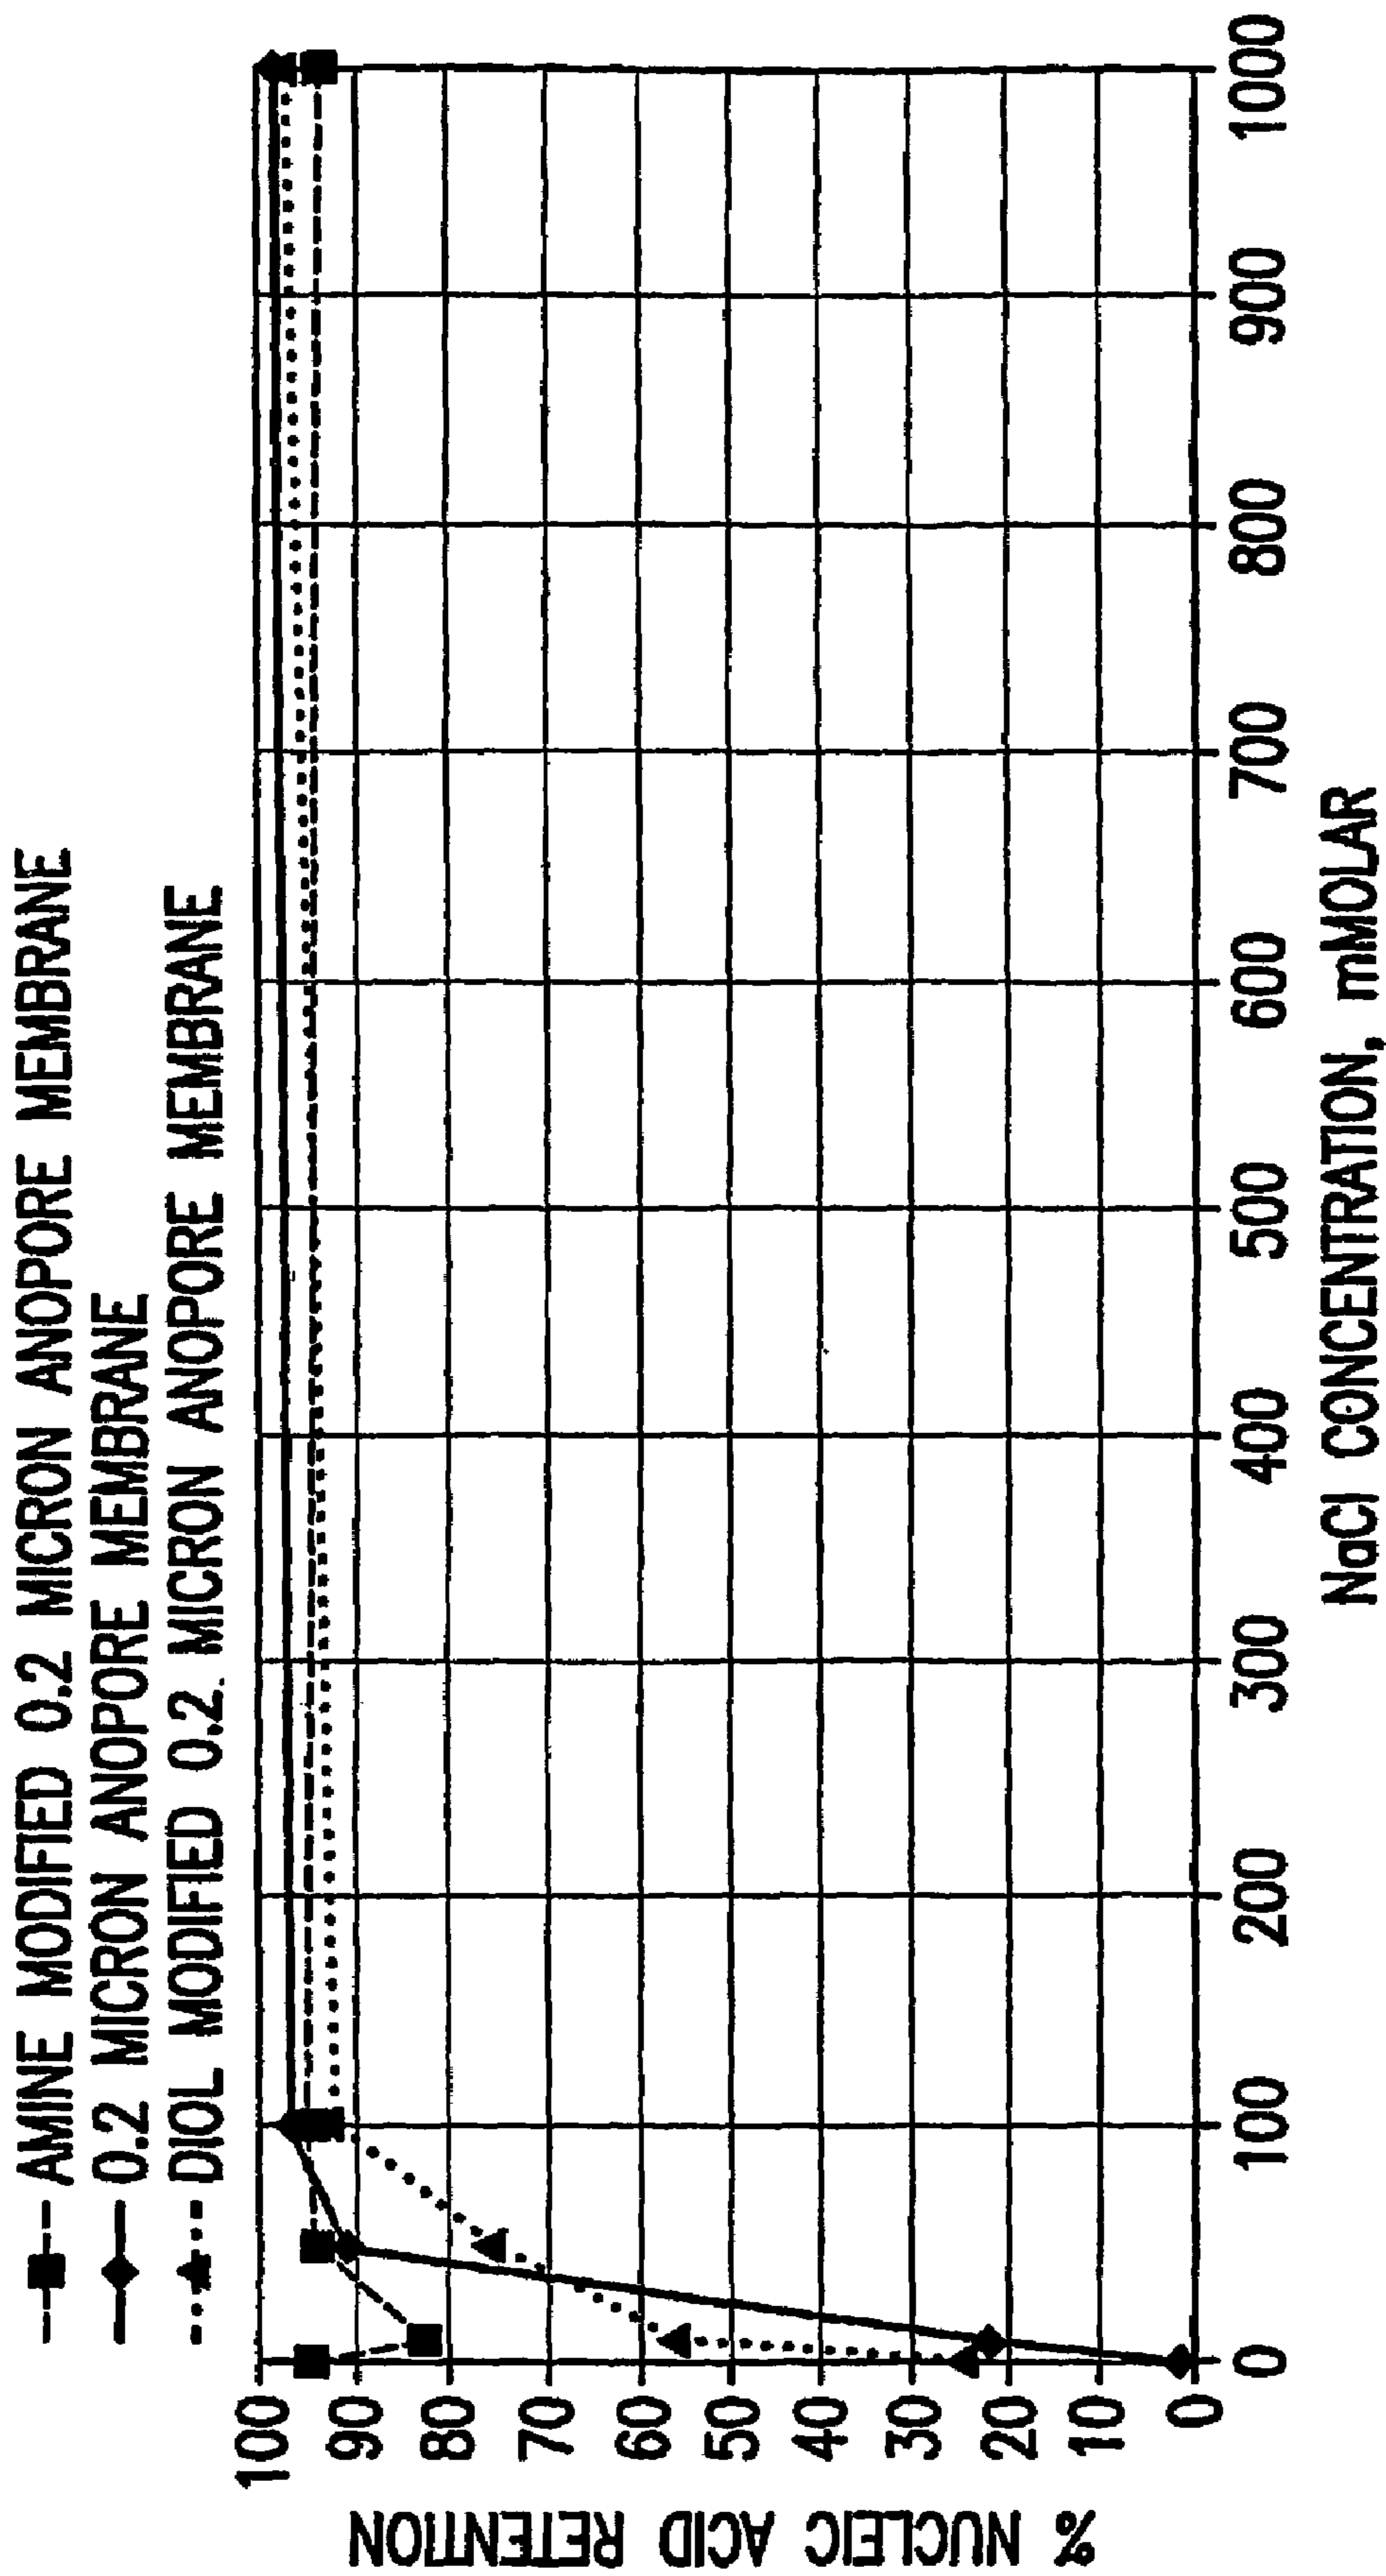 AMINE MODIFIED 0.2 MICRON ANOPORE MEMBRANE
0.2 MICRON ANOPORE MEMBRANE
DIOL MODIFIED 0.2 MICRON ANOPORE MEMBRANE
% NUCLEIC ACID RETENTION
100
90
80
70
60
50
40
30
20
10
0
0 100 200 300 400 500 600 700 800 900 1000
NaCl CONCENTRATION, mMOLAR